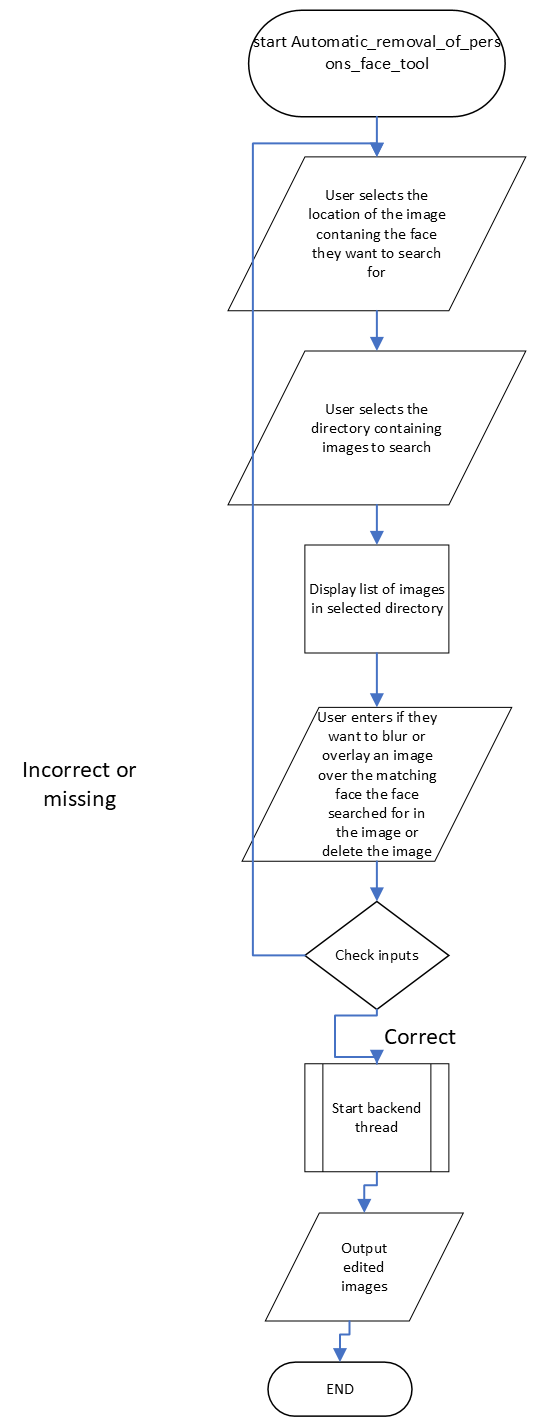 start Automatic_removal_of_pers
ons_face_tool
User selects the
location of the image
contaning the face
they want to search
for
User selects the
directory containing
images to search
Display list of images
in selected directory
User enters if they
want to blur or
overlay an image
over the matching
face the face
searched for in
the image or
delete the image
Incorrect or
missing
Check inputs
Correct
Start backend
thread
Output
edited
images
END